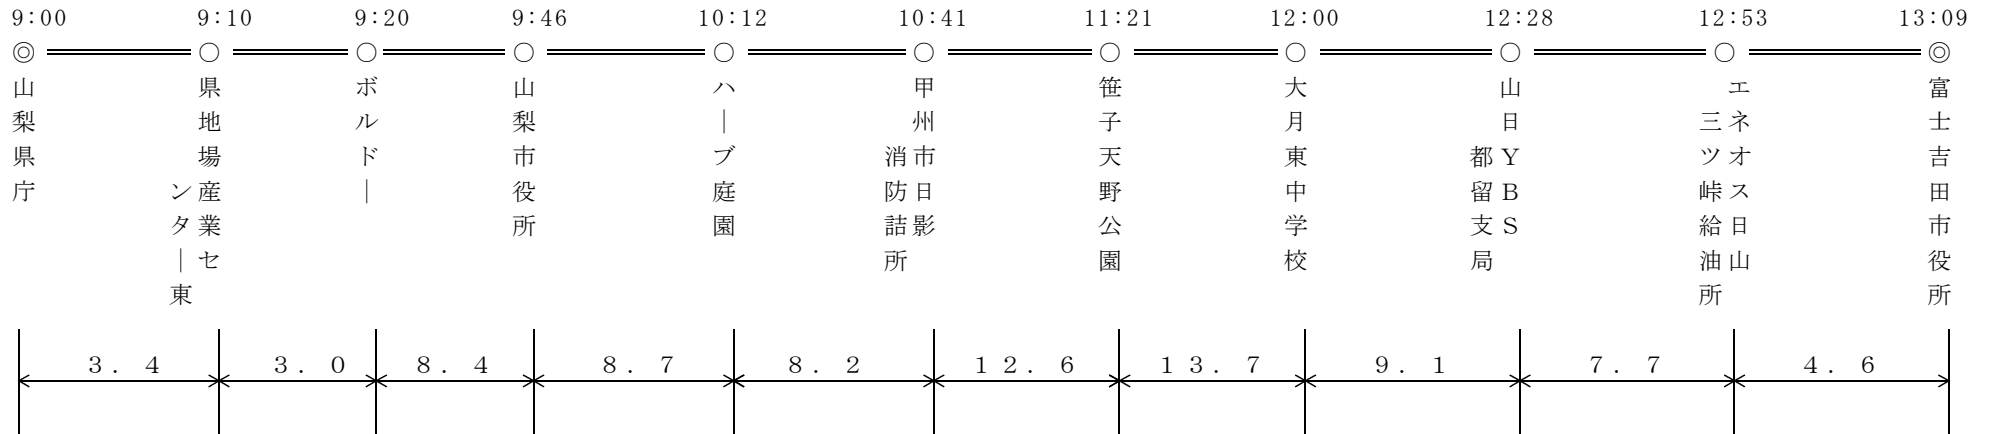 9:00 9:10 9:20 9:46 10:12 10:41 11:21 12:00 12:28 12:53 13:09
◎ ○ ○ ○ ○ ○ ○ ○ ○ ○ ◎
山梨県庁
県地場産業セ
ンタ｜東
ボルド｜
山梨市役所
ハ｜ブ庭園
甲州市日影
消防詰所
笹子天野公園
大月東中学校
山日ＹＢＳ
都留支局
エネオス日山
三ツ峠給油所
富士吉田市役所
３．４ ３．０ ８．４ ８．７ ８．２ １２．６ １３．７ ９．１ ７．７ ４．６